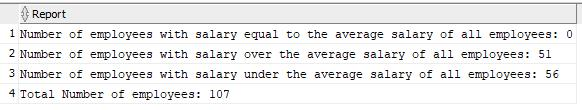 Report
1 Number of employees with salary equal to the average salary of all employees: 0
2 Number of employees with salary over the average salary of all employees: 51
3 Number of employees with salary under the average salary of all employees: 56
4 Total Number of employees: 107